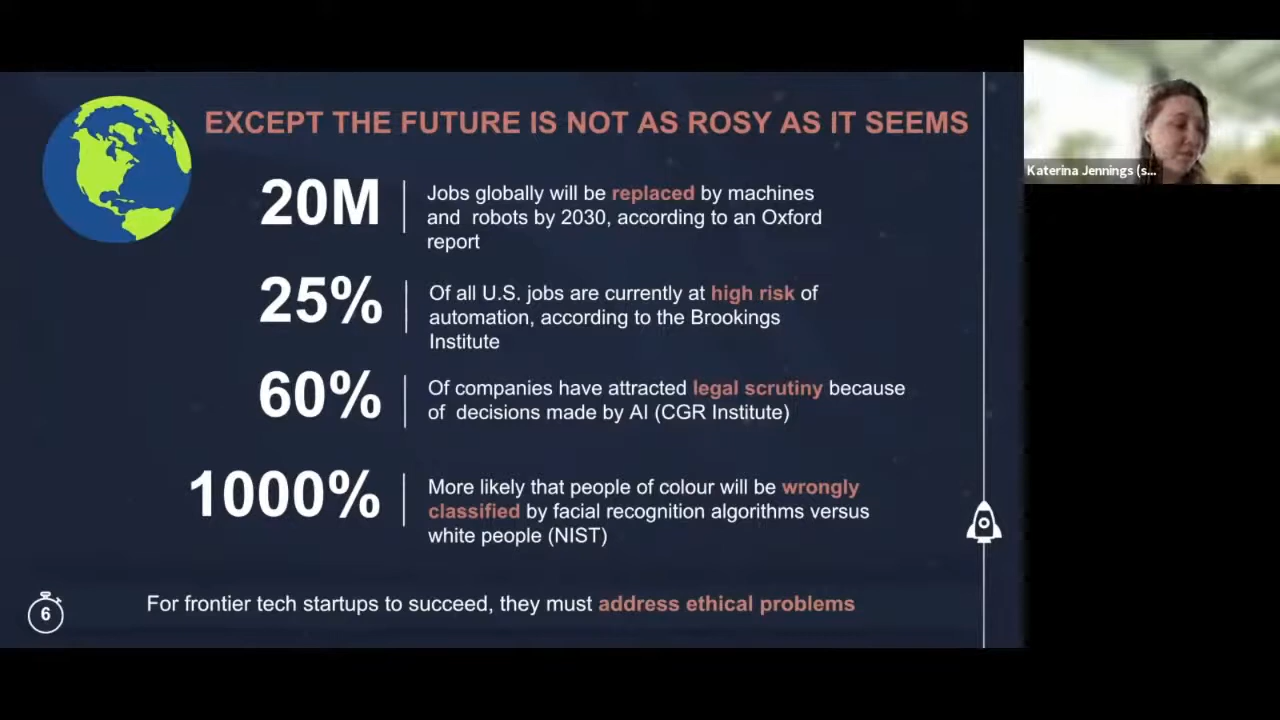 EXCEPT THE FUTURE IS NOT AS ROSY AS IT SEEMS
20M
Jobs globally will be replaced by machines
and robots by 2030, according to an Oxford
report
25%
Of all U.S. jobs are currently at high risk of
automation, according to the Brookings
Institute
60%
Of companies have attracted legal scrutiny because
of decisions made by AI (CGR Institute)
1000%
More likely that people of colour will be wrongly
classified by facial recognition algorithms versus
white people (NIST)
6
For frontier tech startups to succeed, they must address ethical problems
Katerina Jennings (s...